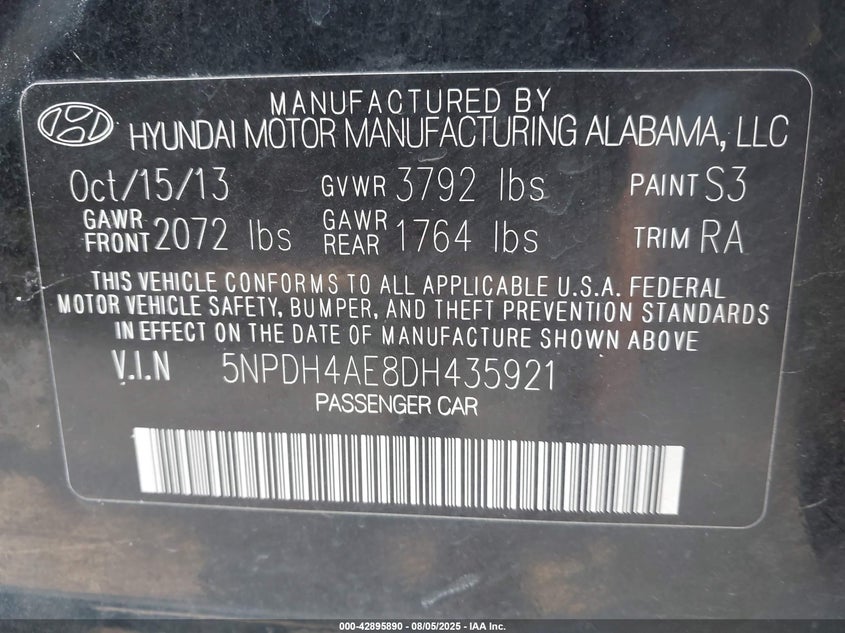 MANUFACTURED BY
HYUNDAI MOTOR MANUFACTURING ALABAMA, LLC
Oct/15/13 GVWR 3792 lbs PAINT S3
GAWR FRONT 2072 lbs GAWR REAR 1764 lbs TRIM RA
THIS VEHICLE CONFORMS TO ALL APPLICABLE U.S.A. FEDERAL
MOTOR VEHICLE SAFETY, BUMPER, AND THEFT PREVENTION STANDARDS
IN EFFECT ON THE DATE OF MANUFACTURE SHOWN ABOVE
V.I.N 5NPDH4AE8DH435921
PASSENGER CAR
000-42895890 - 08/05/2025 - IAA Inc.